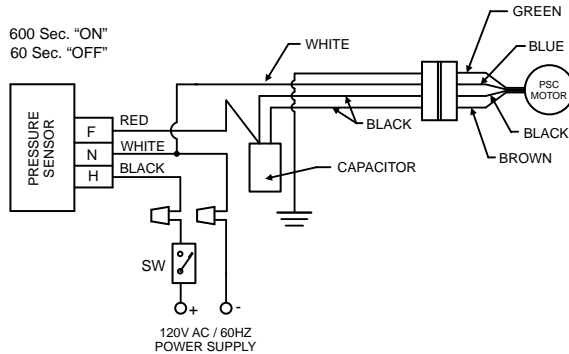 600 Sec. “ON”
60 Sec. “OFF”
PRESSURE
SENSOR
F
N
H
RED
WHITE
BLACK
WHITE
BLACK
CAPACITOR
GREEN
BLUE
PSC
MOTOR
BLACK
BROWN
SW
+
-
120V AC / 60HZ
POWER SUPPLY